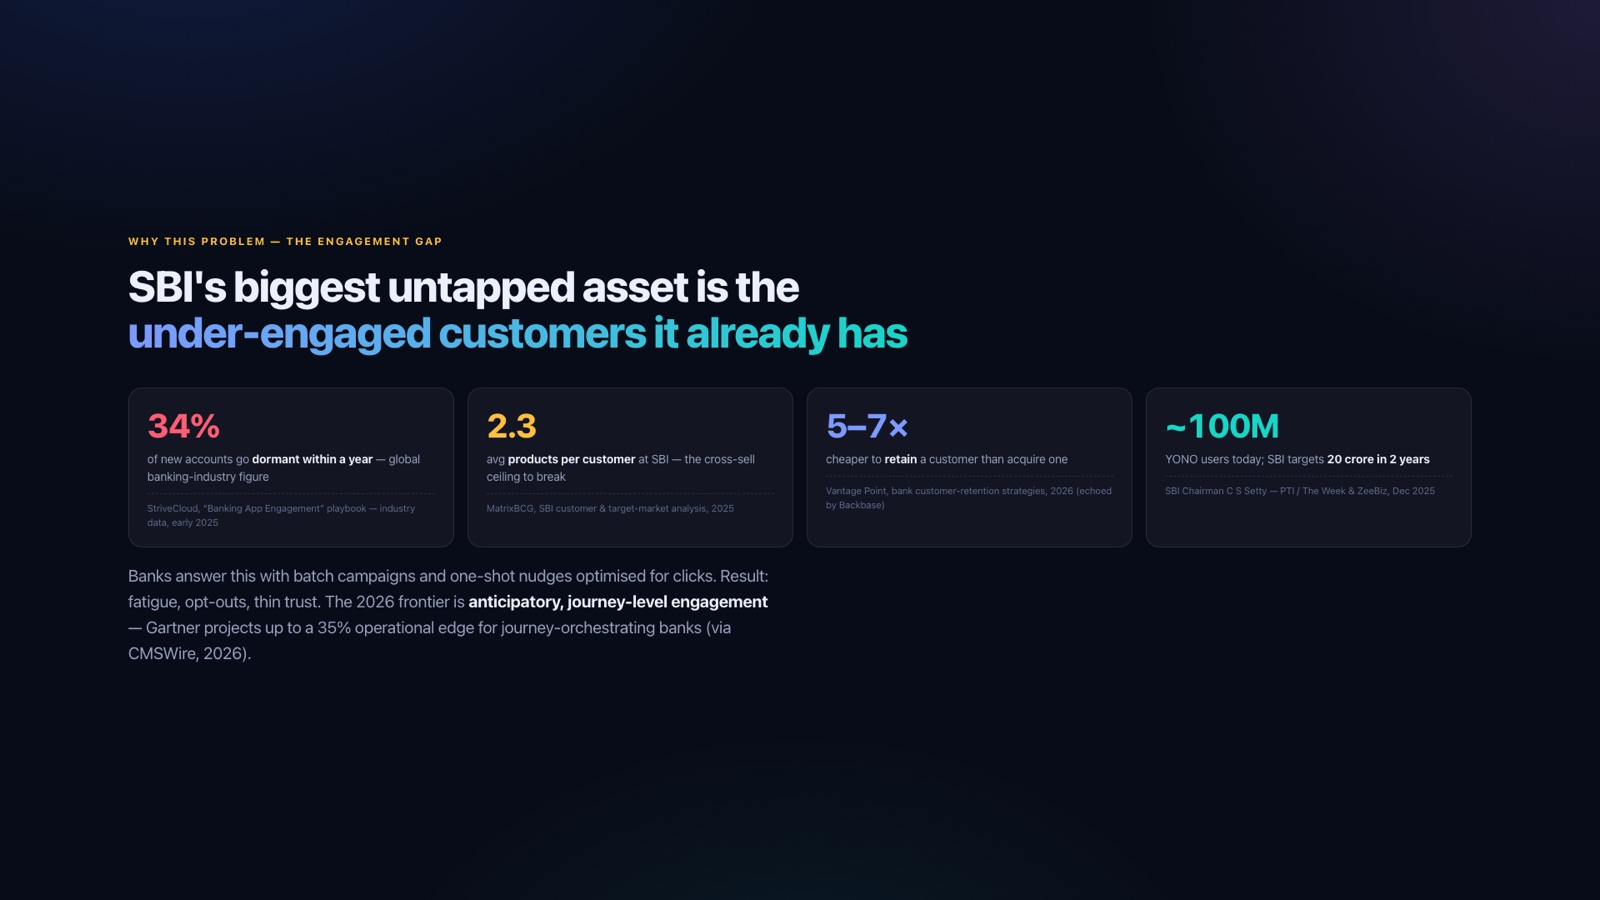 WHY THIS PROBLEM — THE ENGAGEMENT GAP
SBI's biggest untapped asset is the
under-engaged customers it already has
34%
of new accounts go dormant within a year — global
banking-industry figure
StriveCloud, "Banking App Engagement" playbook — industry
data, early 2025
2.3
avg products per customer at SBI — the cross-sell
ceiling to break
MatrixBCG, SBI customer & target-market analysis, 2025
5–7×
cheaper to retain a customer than acquire one
Vantage Point, bank customer-retention strategies, 2026 (echoed
by Backbase)
~100M
YONO users today; SBI targets 20 crore in 2 years
SBI Chairman C S Setty — PTI / The Week & ZeeBiz, Dec 2025
Banks answer this with batch campaigns and one-shot nudges optimised for clicks. Result:
fatigue, opt-outs, thin trust. The 2026 frontier is anticipatory, journey-level engagement
— Gartner projects up to a 35% operational edge for journey-orchestrating banks (via
CMSWire, 2026).